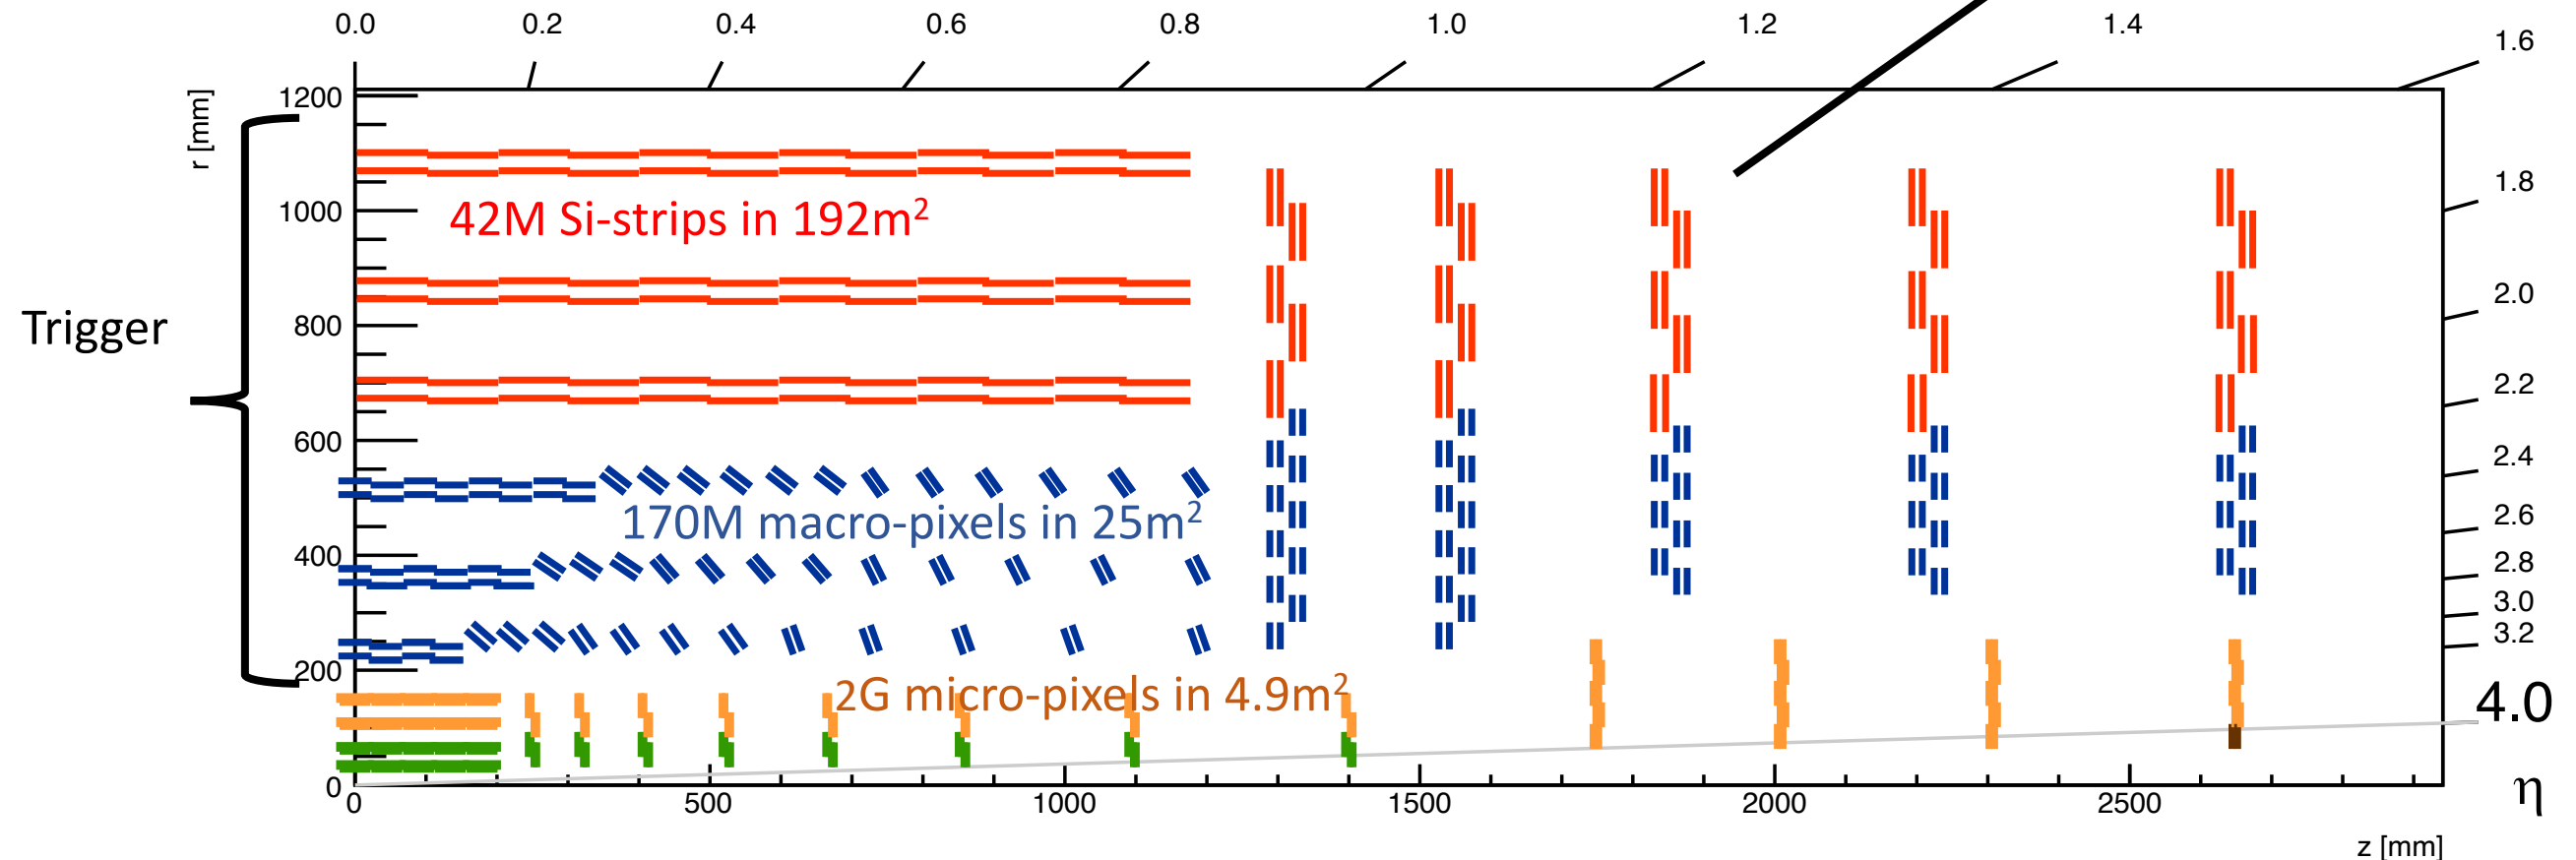 0.0 0.2 0.4 0.6 0.8 1.0 1.2 1.4 1.6
r [mm]
1200
1.8
1000
42M Si-strips in 192m²
2.0
Trigger
800
2.2
600
2.4
170M macro-pixels in 25m²
2.6
400
2.8
3.0
3.2
200
2G micro-pixels in 4.9m²
4.0
0
0 500 1000 1500 2000 2500
η
z [mm]